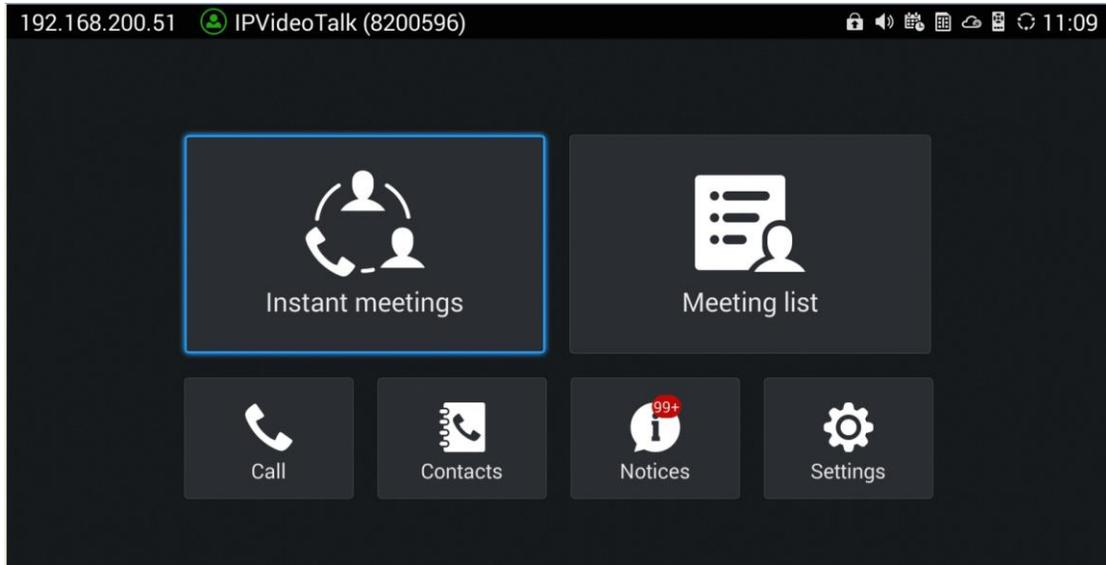 192.168.200.51 IPVideoTalk (8200596) 11:09
Instant meetings Meeting list
99+
Call Contacts Notices Settings